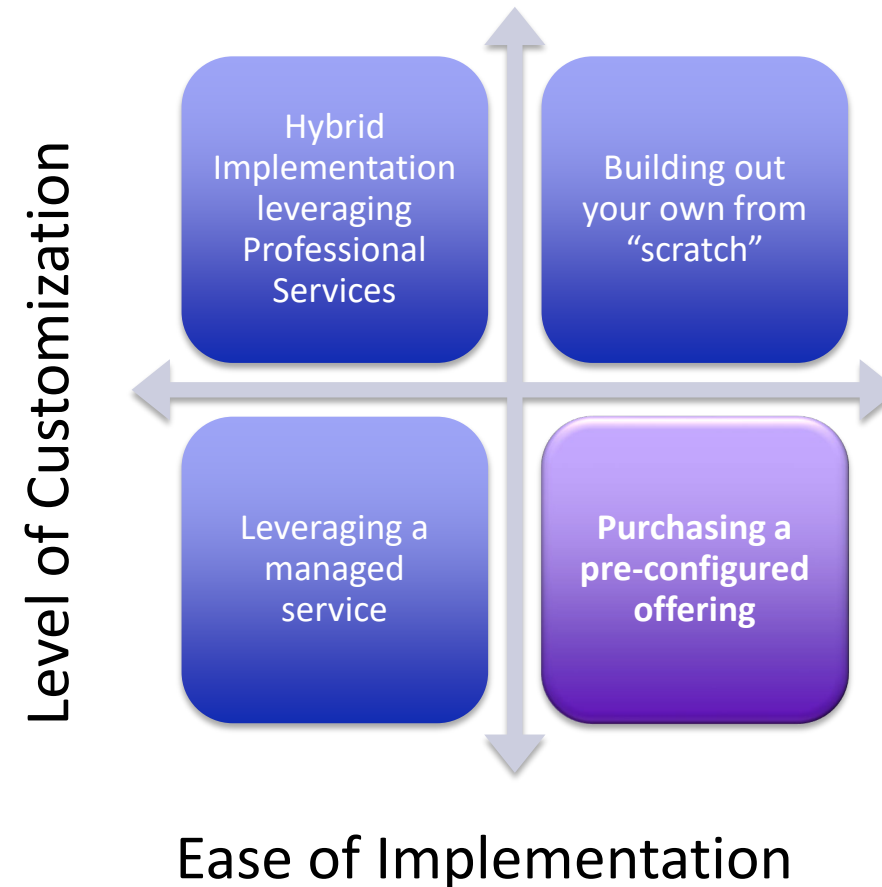 Level of Customization
Hybrid
Implementation
leveraging
Professional
Services
Building out
your own from
“scratch”
Leveraging a
managed
service
Purchasing a
pre-configured
offering
Ease of Implementation